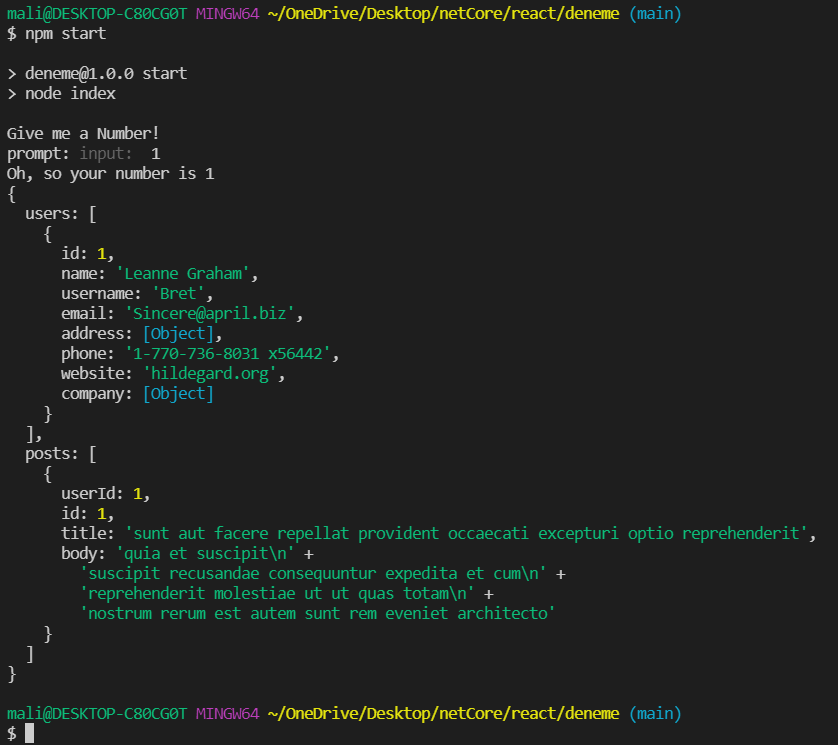 mali@DESKTOP-C80CG0T MINGW64 ~/OneDrive/Desktop/netCore/react/deneme (main)
$ npm start

> deneme@1.0.0 start
> node index

Give me a Number!
prompt: input:  1
Oh, so your number is 1
{
  users: [
    {
      id: 1,
      name: 'Leanne Graham',
      username: 'Bret',
      email: 'Sincere@april.biz',
      address: [Object],
      phone: '1-770-736-8031 x56442',
      website: 'hildegard.org',
      company: [Object]
    }
  ],
  posts: [
    {
      userId: 1,
      id: 1,
      title: 'sunt aut facere repellat provident occaecati excepturi optio reprehenderit',
      body: 'quia et suscipit\n' +
        'suscipit recusandae consequuntur expedita et cum\n' +
        'reprehenderit molestiae ut ut quas totam\n' +
        'nostrum rerum est autem sunt rem eveniet architecto'
    }
  ]
}

mali@DESKTOP-C80CG0T MINGW64 ~/OneDrive/Desktop/netCore/react/deneme (main)
$